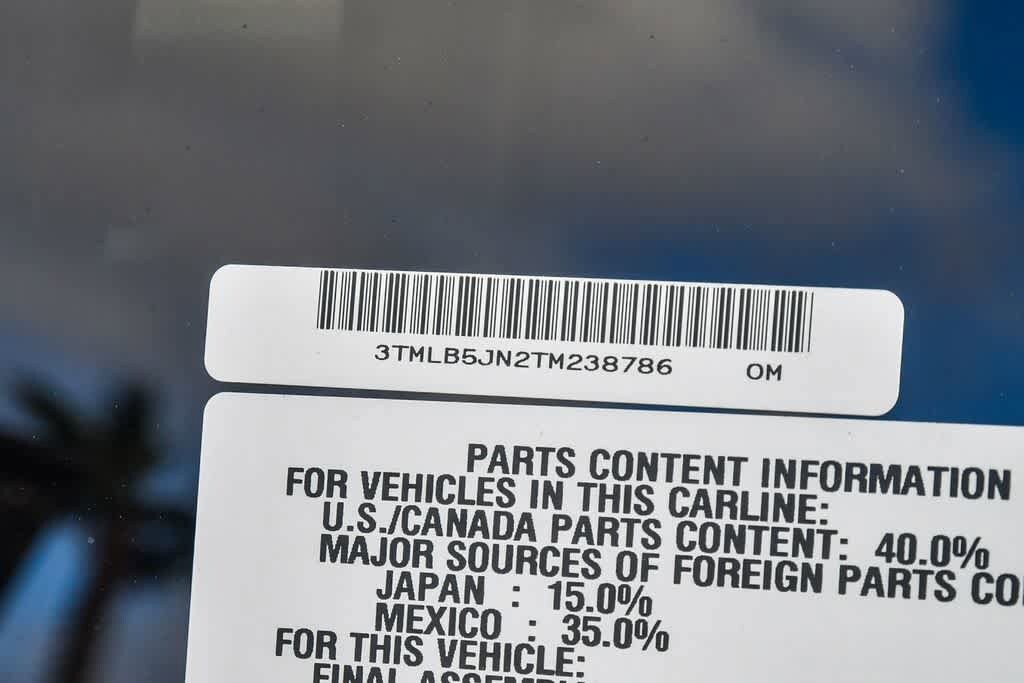 3TMLB5JN2TM238786 OM
PARTS CONTENT INFORMATION
FOR VEHICLES IN THIS CARLINE:
U.S./CANADA PARTS CONTENT: 40.0%
MAJOR SOURCES OF FOREIGN PARTS
JAPAN : 15.0%
MEXICO : 35.0%
FOR THIS VEHICLE:
FINAL